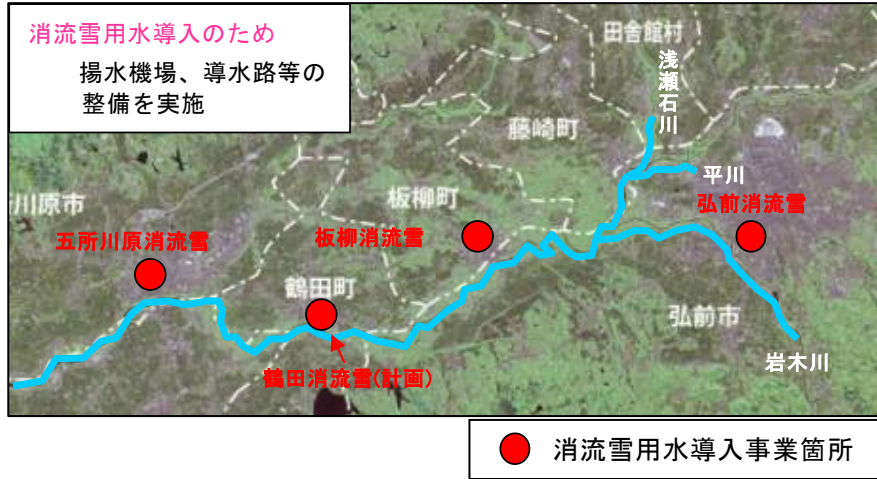 消流雪用水導入のため
揚水機場、導水路等の
整備を実施
田舎館村
浅瀬石川
藤崎町
平川
弘前消流雪
板柳町
川原市
五所川原消流雪
板柳消流雪
鶴田町
弘前市
岩木川
鶴田消流雪(計画)
消流雪用水導入事業箇所